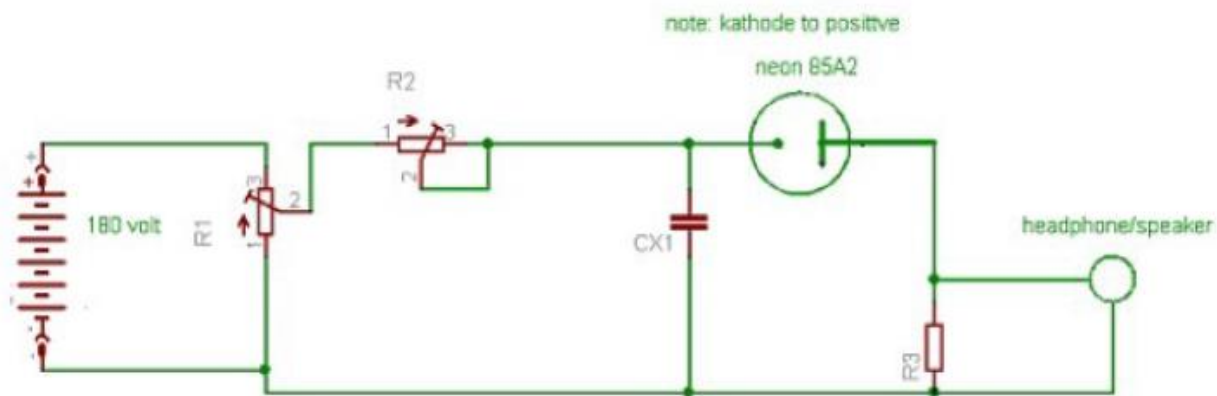 note: kathode to positive
neon 85A2
R2
1
3
2
+
+
3
2
180 volt
R1
1
CX1
headphone/speaker
R3
-
-